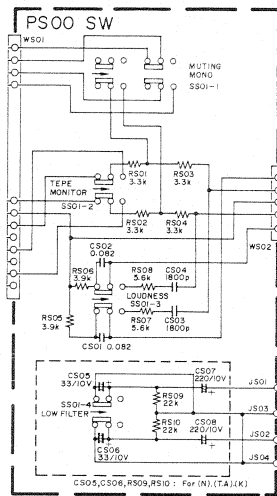 PS00 SW
WS01
MUTING
MONO
SS01-1
RS01
3.3k
RS03
3.3k
TEPE
MONITOR
SS01-2
RS02
3.3k
RS04
3.3k
WS02
CS02
0.082
RS06
3.9k
RS08
5.6k
CS04
1800p
LOUDNESS
SS01-3
RS07
5.6k
CS03
1800p
RS05
3.9k
CS01 0.082
CS05
33/10V
CS07
220/10V
JS01
SS01-4
LOW FILTER
RS09
22k
JS03
RS10
22k
CS08
220/10V
JS02
CS06
33/10V
JS04
CS05,CS06,RS09,RS10 : For (N).(T.A).(K)